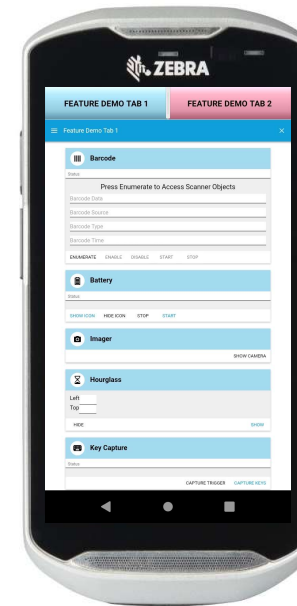 ZEBRA
FEATURE DEMO TAB 1 FEATURE DEMO TAB 2
Feature Demo Tab 1
Barcode
Status
Press Enumerate to Access Scanner Objects
Barcode Data
Barcode Source
Barcode Type
Barcode Time
ENUMERATE ENABLE DISABLE START STOP
Battery
Status
SHOW ICON HIDE ICON STOP START
Imager
SHOW CAMERA
Hourglass
Left
Top
HIDE SHOW
Key Capture
Status
CAPTURE TRIGGER CAPTURE KEYS